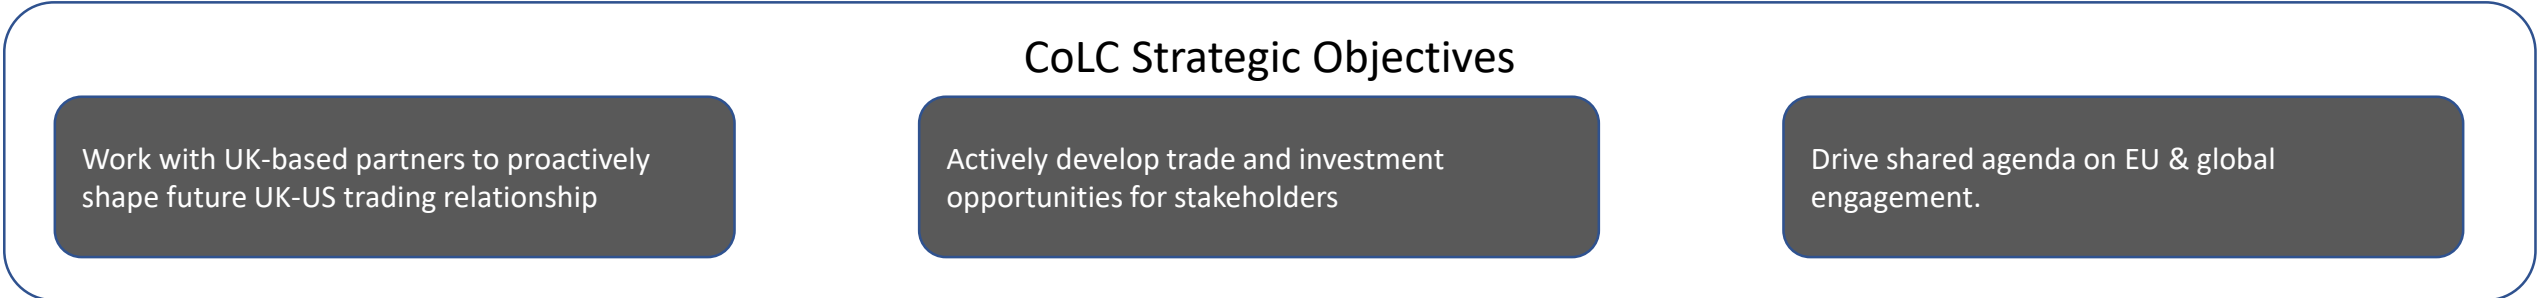 CoLC Strategic Objectives
Work with UK-based partners to proactively
shape future UK-US trading relationship
Actively develop trade and investment
opportunities for stakeholders
Drive shared agenda on EU & global
engagement.